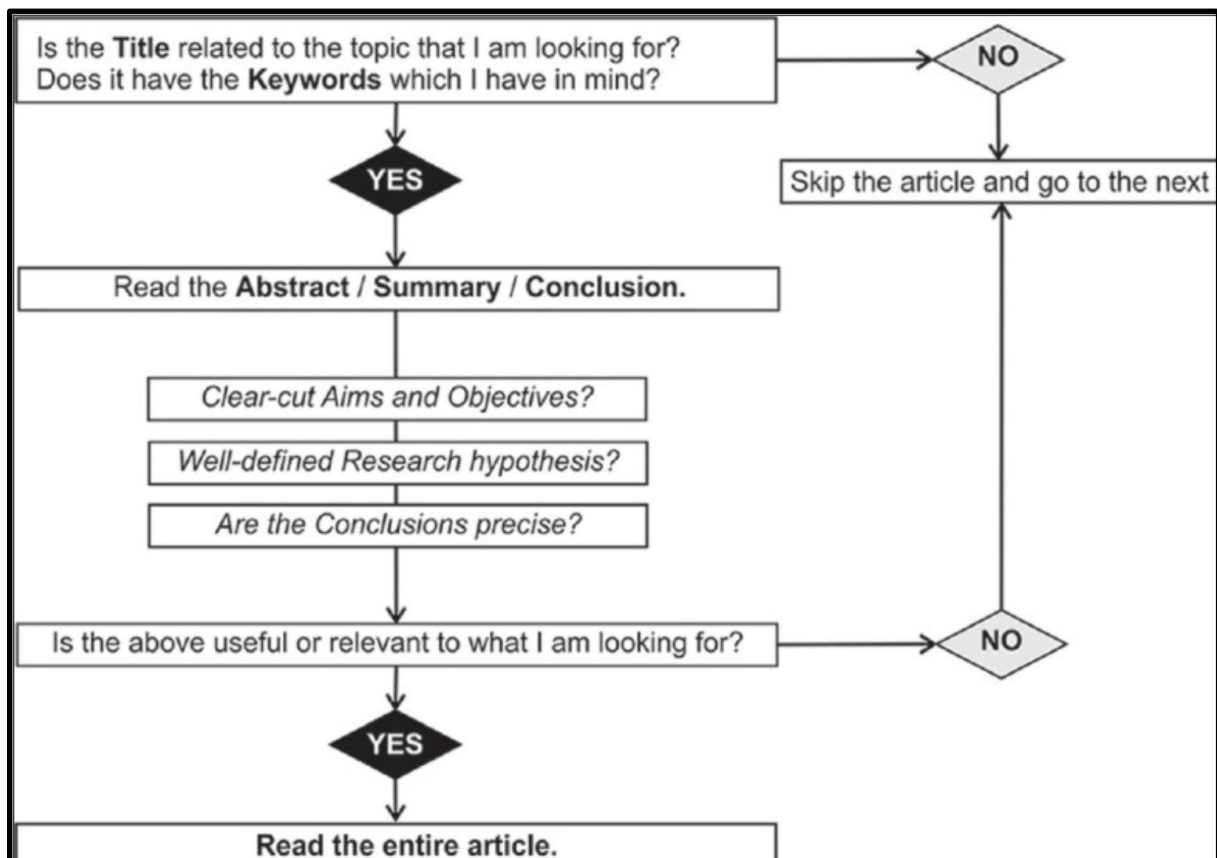 Is the Title related to the topic that I am looking for?
Does it have the Keywords which I have in mind?
NO
YES
Skip the article and go to the next
Read the Abstract / Summary / Conclusion.
Clear-cut Aims and Objectives?
Well-defined Research hypothesis?
Are the Conclusions precise?
Is the above useful or relevant to what I am looking for?
NO
YES
Read the entire article.